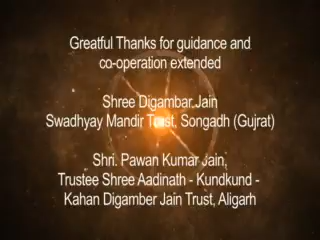 Greatful Thanks for guidance and
co-operation extended
Shree Digambar Jain
Swadhyay Mandir Trust, Songadh (Gujrat)
Shri. Pawan Kumar Jain,
Trustee Shree Aadinath - Kundkund -
Kahan Digamber Jain Trust, Aligarh